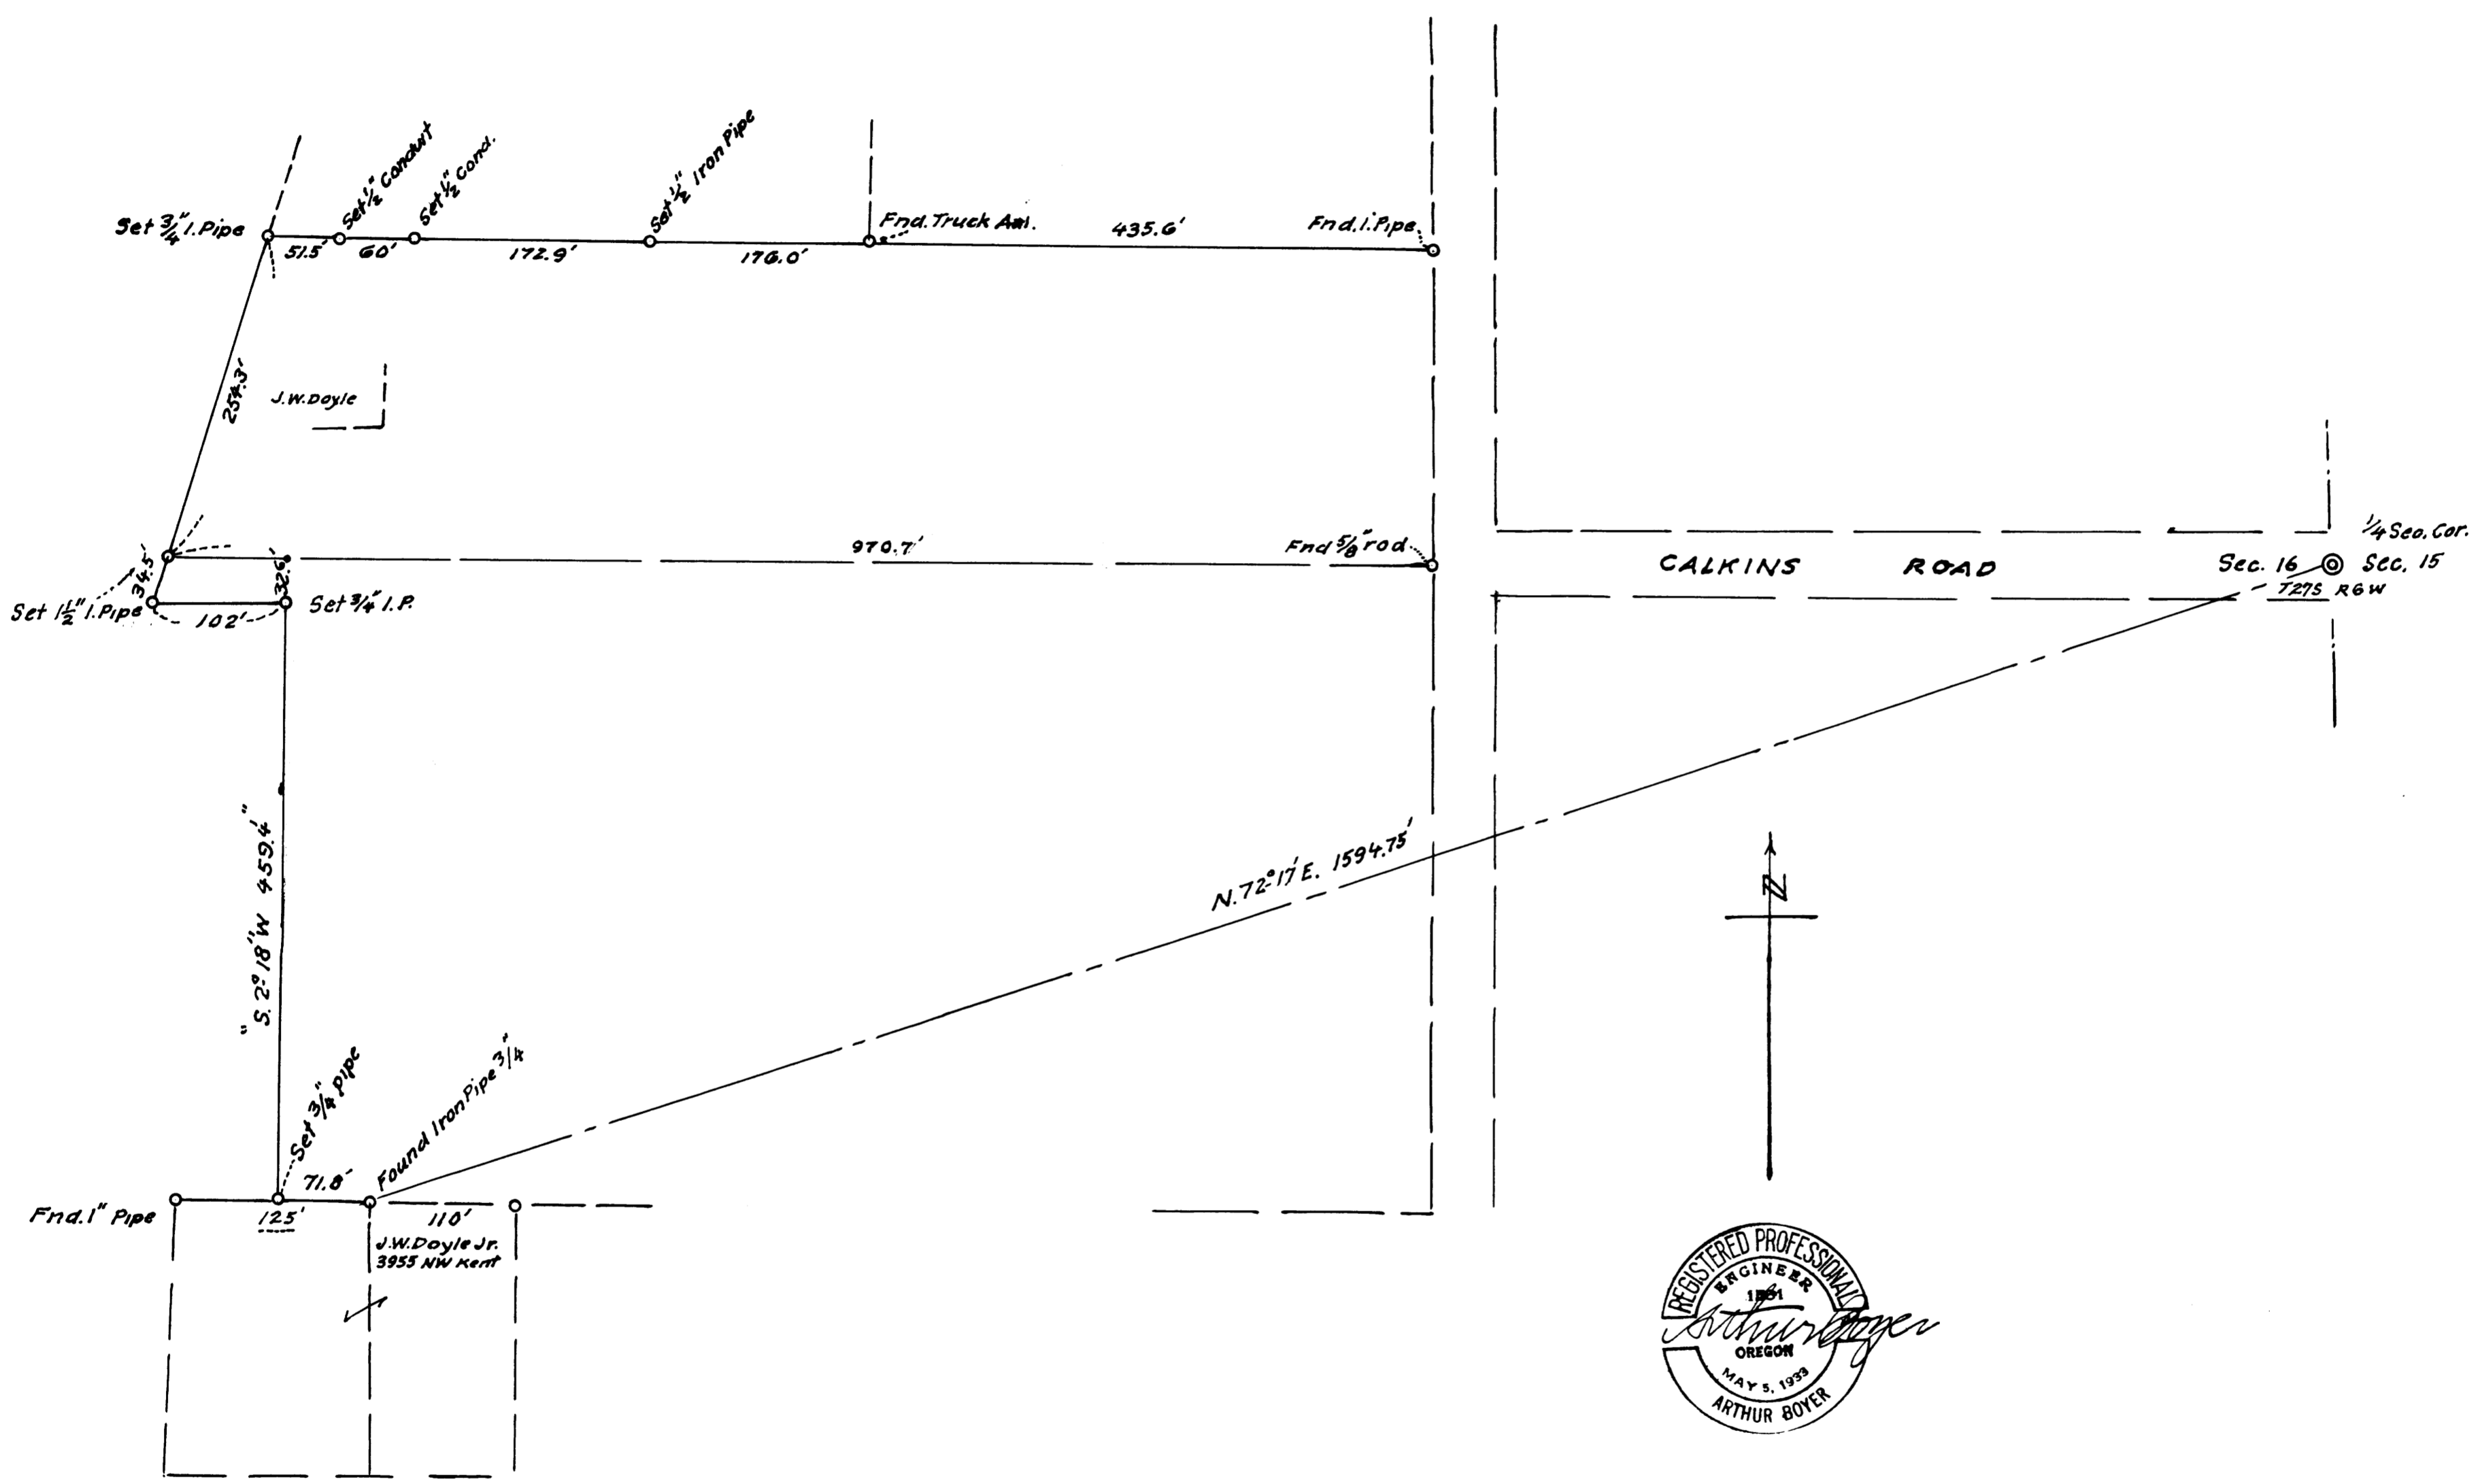 Set 3/4" I. Pipe
Set 1/2" Conduit
Set 1/2" Cond.
Set 1/2" Iron Pipe
Fnd. Truck
435.6'
Fnd. 1" Pipe
51.5'
60'
172.9'
176.0'
254.3'
J.W. Doyle
970.7'
Fnd 5/8" rod
34.5'
32.6'
Set 1 1/2" I. Pipe
102'
Set 3/4" I.P.
CALKINS ROAD
1/4 Sec. Cor.
Sec. 16
Sec. 15
T27S R6W
"S. 2° 18" W 459.4'"
N. 72° 17' E. 1594.75'
N
Set 3/4" pipe
Found Iron Pipe 3/4"
71.8'
Fnd. 1" Pipe
125'
110'
J.W. Doyle Jr.
3955 NW Kent
REGISTERED PROFESSIONAL
ENGINEER
Arthur Boyer
OREGON
MAY 5, 1933
ARTHUR BOYER